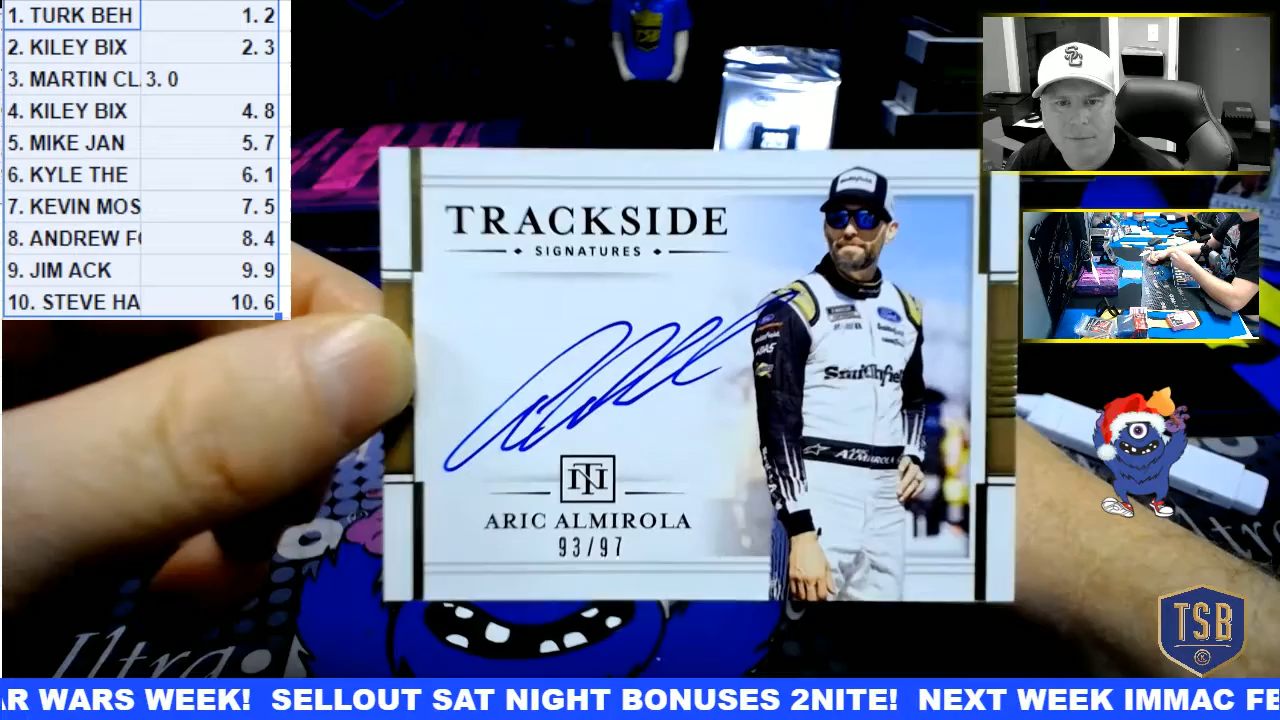 1. TURK BEH 1. 2
2. KILEY BIX 2. 3
3. MARTIN CL 3. 0
4. KILEY BIX 4. 8
5. MIKE JAN 5. 7
6. KYLE THE 6. 1
7. KEVIN MOS 7. 5
8. ANDREW F 8. 4
9. JIM ACK 9. 9
10. STEVE HA 10. 6
TRACKSIDE
SIGNATURES
Ford
Smithfield
ARIC
ALMIROLA
ARIC ALMIROLA
93/97
SC
TSB
AR WARS WEEK! SELLOUT SAT NIGHT BONUSES 2NITE! NEXT WEEK IMMAC FE